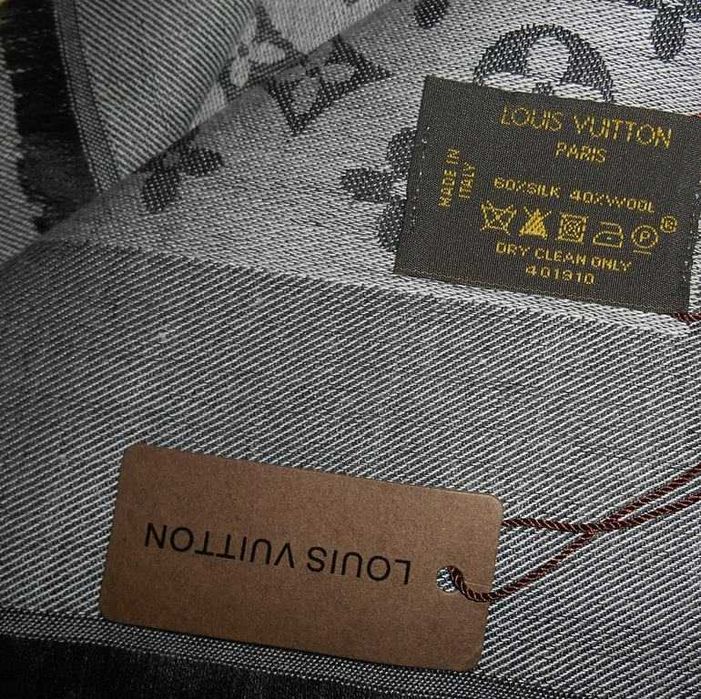 LOUIS VUITTON
PARIS
MADE IN
ITALY
60%SILK 40%WOOL
P
®
DRY CLEAN ONLY
401910
LOUIS VUITTON